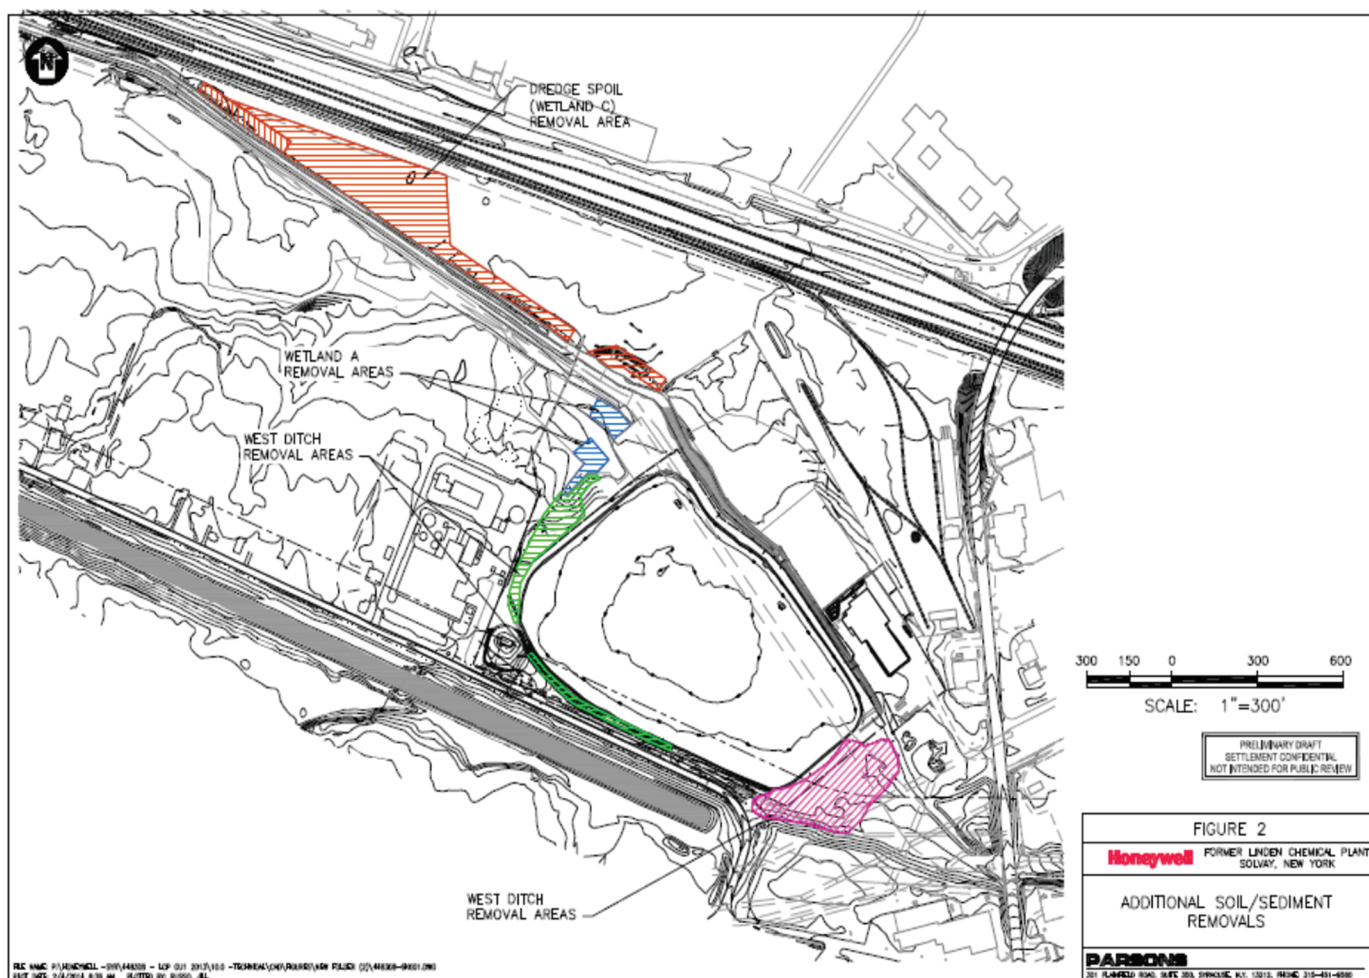 N
DREDGE SPOIL
(WETLAND C)
REMOVAL AREA
WETLAND A
REMOVAL AREAS
WEST DITCH
REMOVAL AREAS
WEST DITCH
REMOVAL AREAS
300 150 0 300 600
SCALE: 1"=300'
PRELIMINARY DRAFT
SETTLEMENT CONFIDENTIAL
NOT INTENDED FOR PUBLIC REVIEW
FIGURE 2
Honeywell FORMER LINDEN CHEMICAL PLANT
SOLVAY, NEW YORK
ADDITIONAL SOIL/SEDIMENT
REMOVALS
PARSONS
FILE NAME: